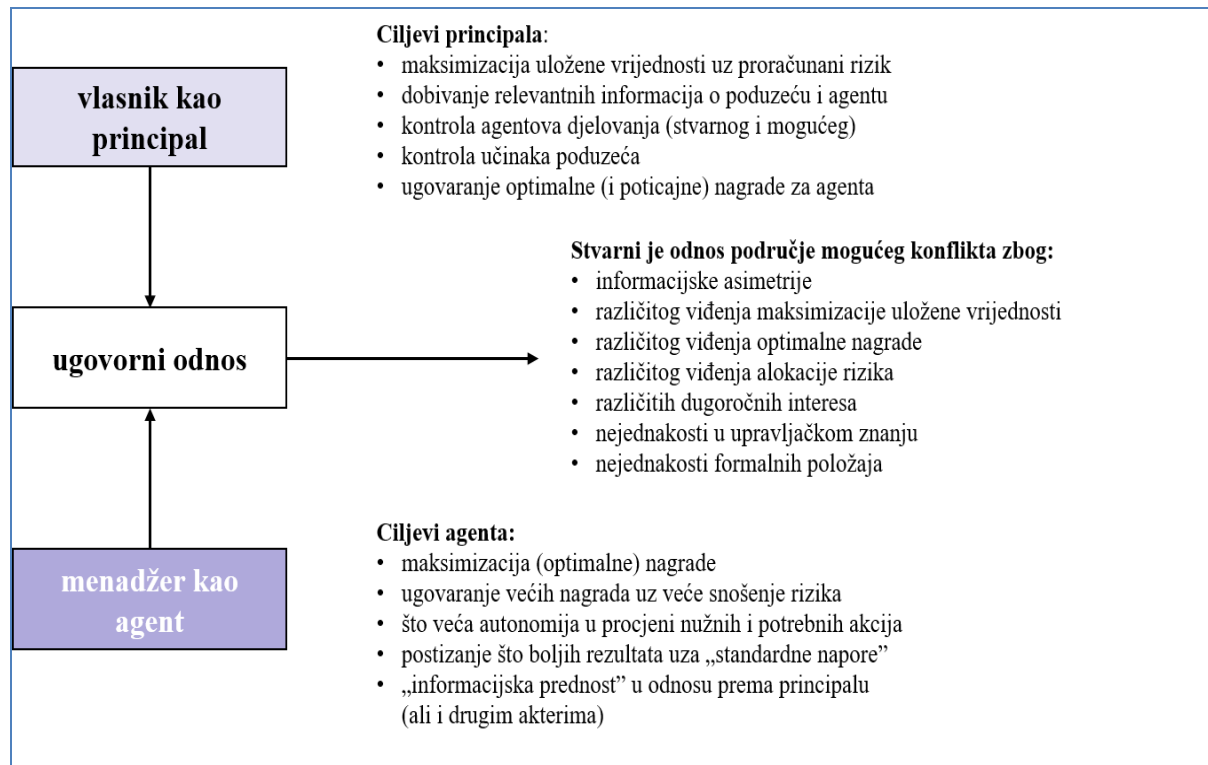 Ciljevi principala:
• maksimizacija uložene vrijednosti uz proračunani rizik
• dobivanje relevantnih informacija o poduzeću i agentu
• kontrola agentova djelovanja (stvarnog i mogućeg)
• kontrola učinaka poduzeća
• ugovaranje optimalne (i poticajne) nagrade za agenta
vlasnik kao
principal
Stvarni je odnos područje mogućeg konflikta zbog:
• informacijske asimetrije
• različitog viđenja maksimizacije uložene vrijednosti
• različitog viđenja optimalne nagrade
• različitog viđenja alokacije rizika
• različitih dugoročnih interesa
• nejednakosti u upravljačkom znanju
• nejednakosti formalnih položaja
ugovorni odnos
Ciljevi agenta:
• maksimizacija (optimalne) nagrade
• ugovaranje većih nagrada uz veće snošenje rizika
• što veća autonomija u procjeni nužnih i potrebnih akcija
• postizanje što boljih rezultata uza „standardne napore”
• „informacijska prednost” u odnosu prema principalu
(ali i drugim akterima)
menadžer kao
agent